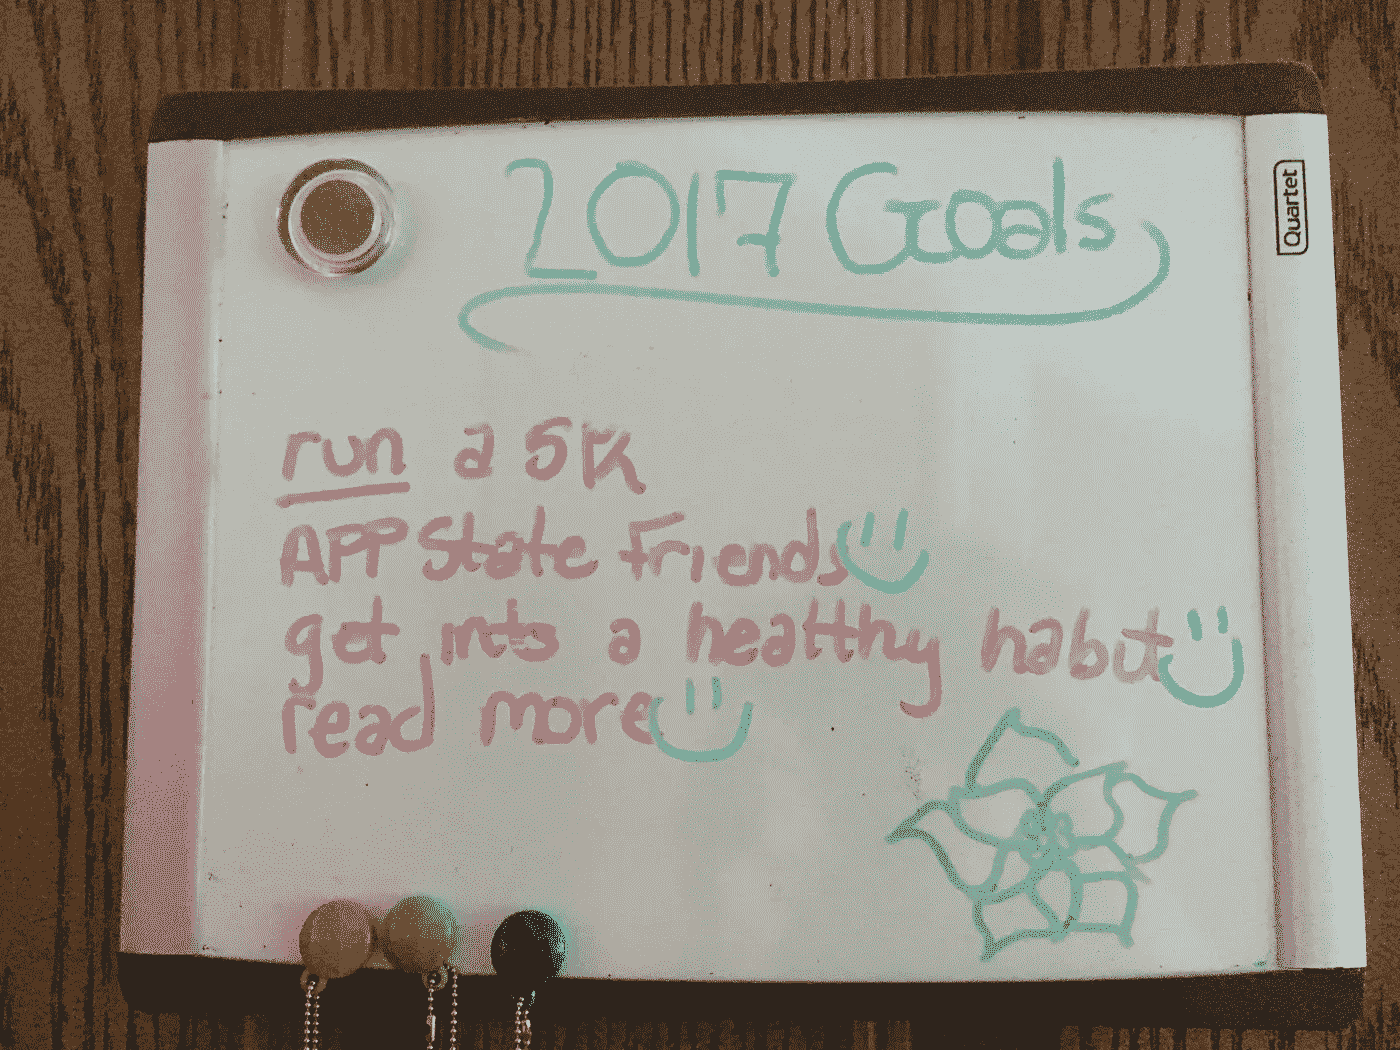 2017 Goals
Quartet
run a 5K
APP State Friends
get into a healthy habit
read more